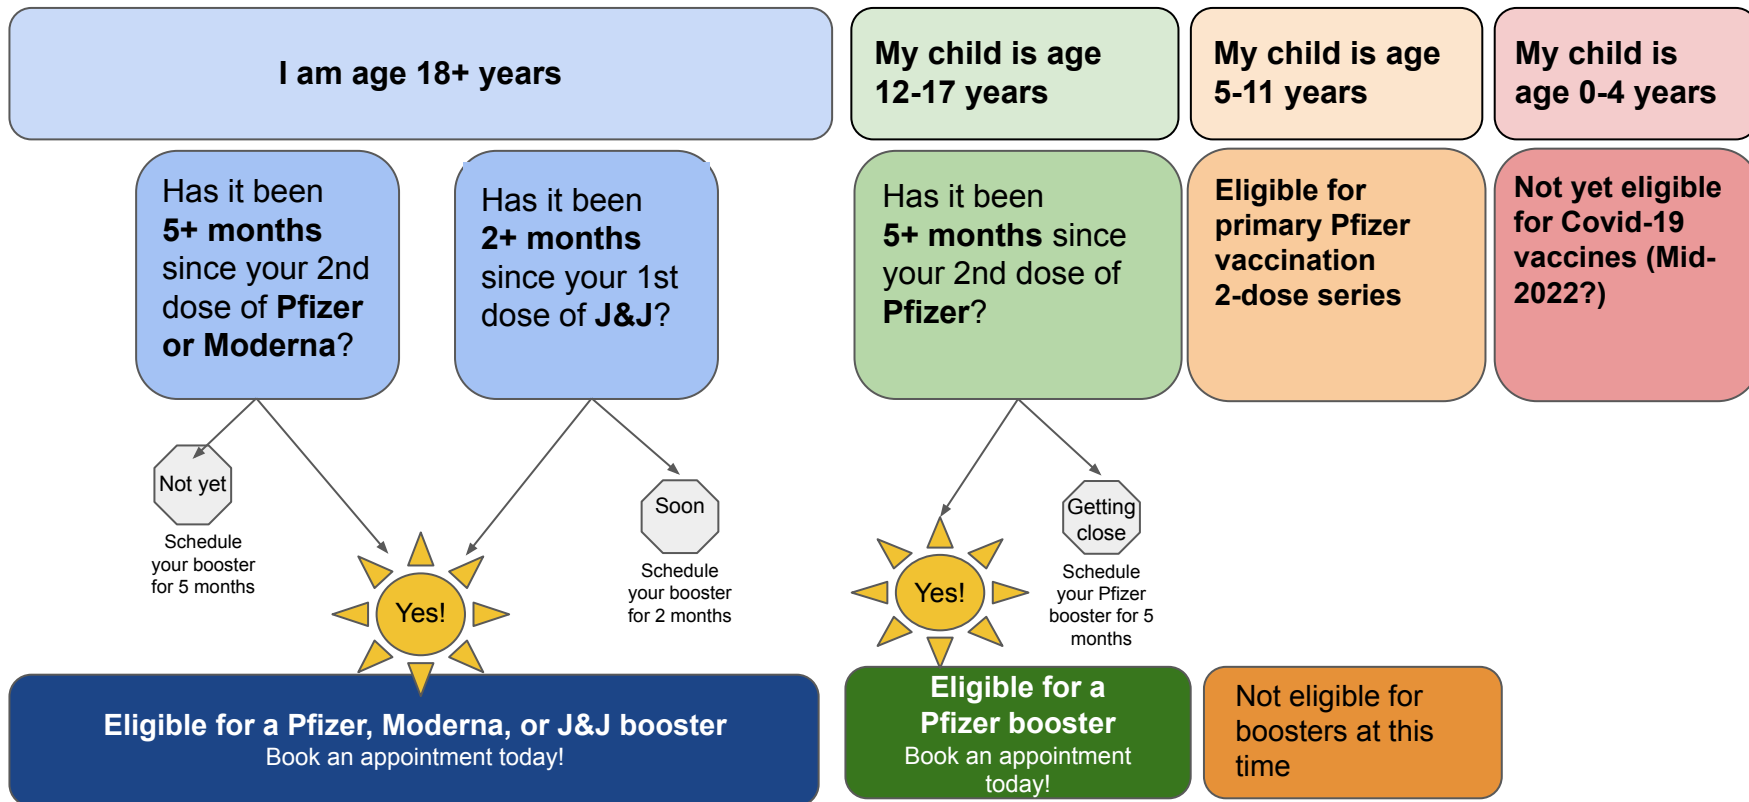 I am age 18+ years
My child is age
12-17 years
My child is age
5-11 years
My child is
age 0-4 years
Has it been
5+ months
since your 2nd
dose of Pfizer
or Moderna?
Has it been
2+ months
since your 1st
dose of J&J?
Has it been
5+ months since
your 2nd dose of
Pfizer?
Eligible for
primary Pfizer
vaccination
2-dose series
Not yet eligible
for Covid-19
vaccines (Mid-
2022?)
Not yet
Schedule
your booster
for 5 months
Yes!
Soon
Schedule
your booster
for 2 months
Yes!
Getting
close
Schedule
your Pfizer
booster for 5
months
Eligible for a Pfizer, Moderna, or J&J booster
Book an appointment today!
Eligible for a
Pfizer booster
Book an appointment
today!
Not eligible for
boosters at this
time